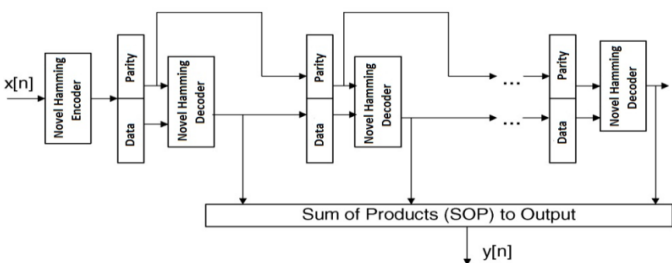 x[n]
Novel Hamming
Encoder
Parity
Data
Novel Hamming
Decoder
Parity
Data
Novel Hamming
Decoder
...
...
Parity
Data
Novel Hamming
Decoder
Sum of Products (SOP) to Output
y[n]